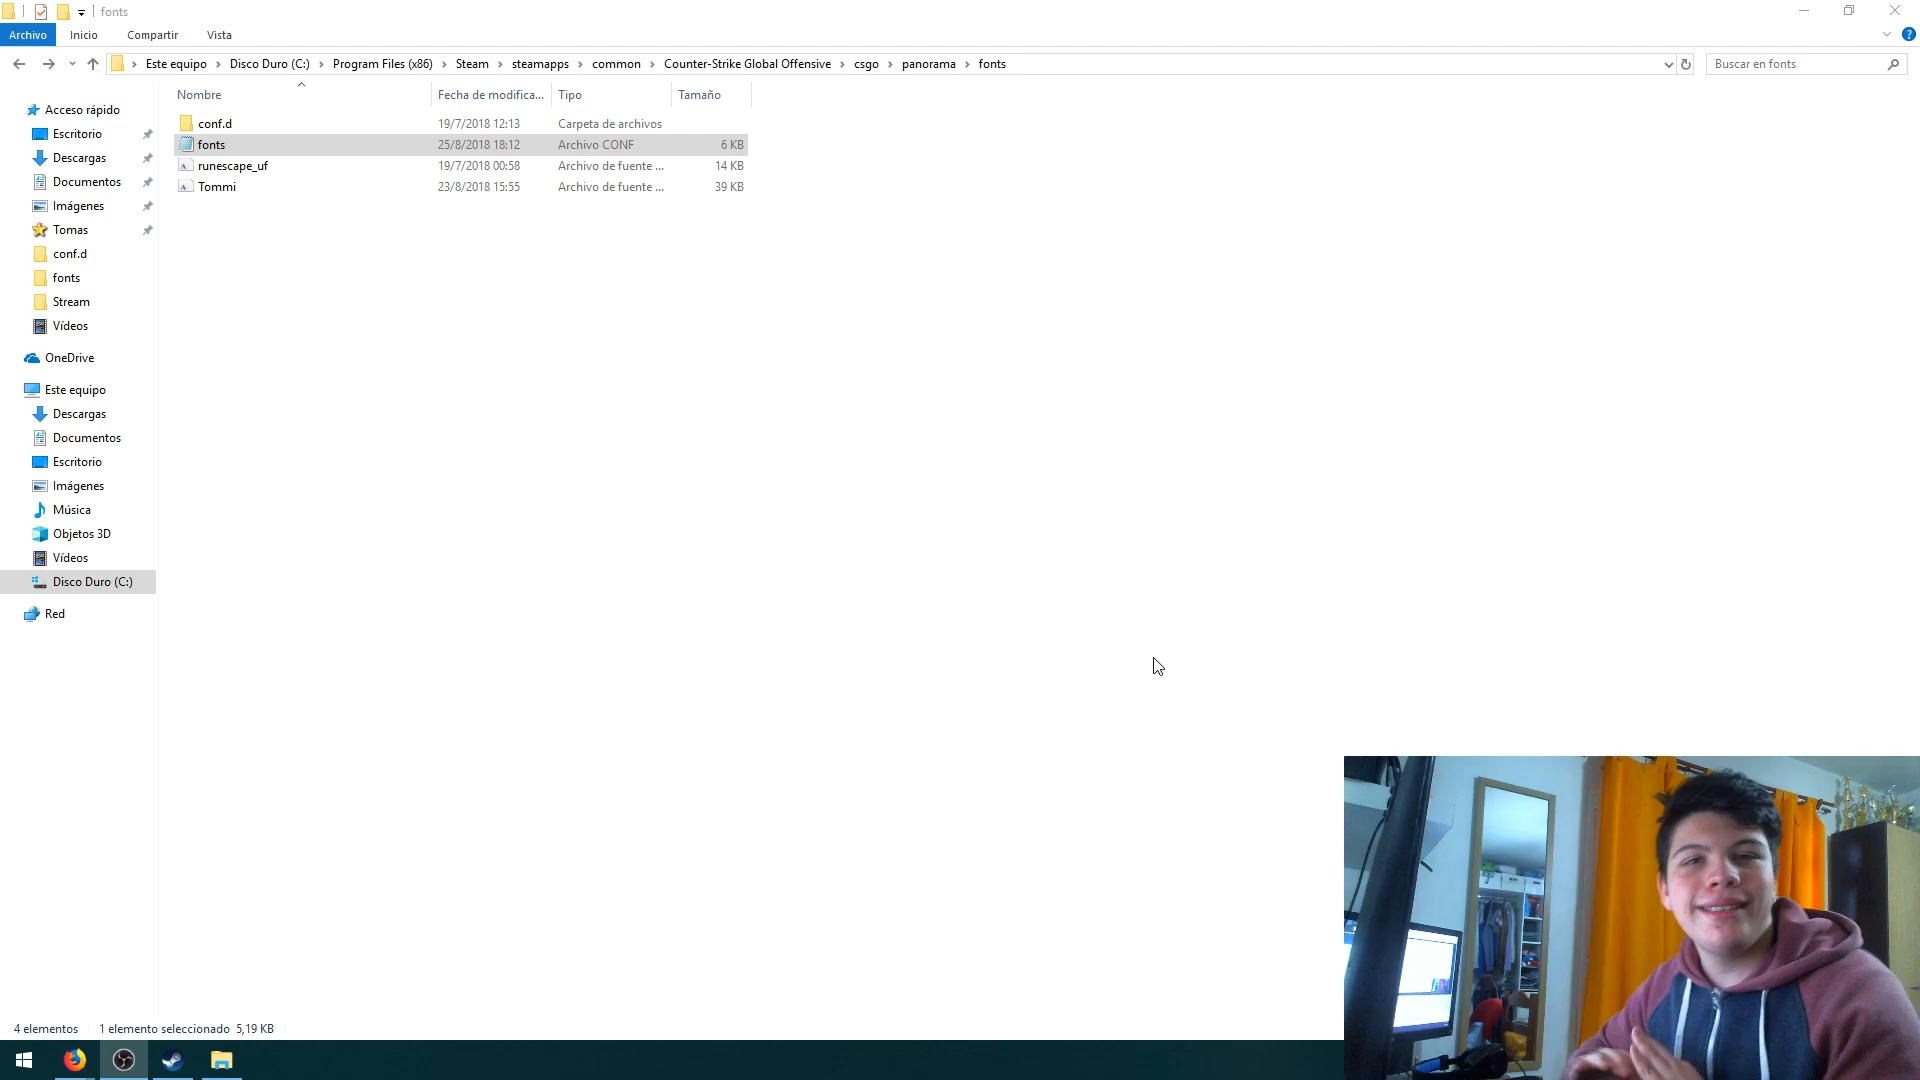 fonts
Archivo Inicio Compartir Vista
Este equipo Disco Duro (C:) Program Files (x86) Steam steamapps common Counter-Strike Global Offensive csgo panorama fonts
Buscar en fonts
Nombre Fecha de modifica... Tipo Tamaño
conf.d 19/7/2018 12:13 Carpeta de archivos
fonts 25/8/2018 18:12 Archivo CONF 6 KB
runescape_uf 19/7/2018 00:58 Archivo de fuente ... 14 KB
Tommi 23/8/2018 15:55 Archivo de fuente ... 39 KB
Acceso rápido
Escritorio
Descargas
Documentos
Imágenes
Tomas
conf.d
fonts
Stream
Vídeos
OneDrive
Este equipo
Descargas
Documentos
Escritorio
Imágenes
Música
Objetos 3D
Vídeos
Disco Duro (C:)
Red
4 elementos 1 elemento seleccionado 5,19 KB